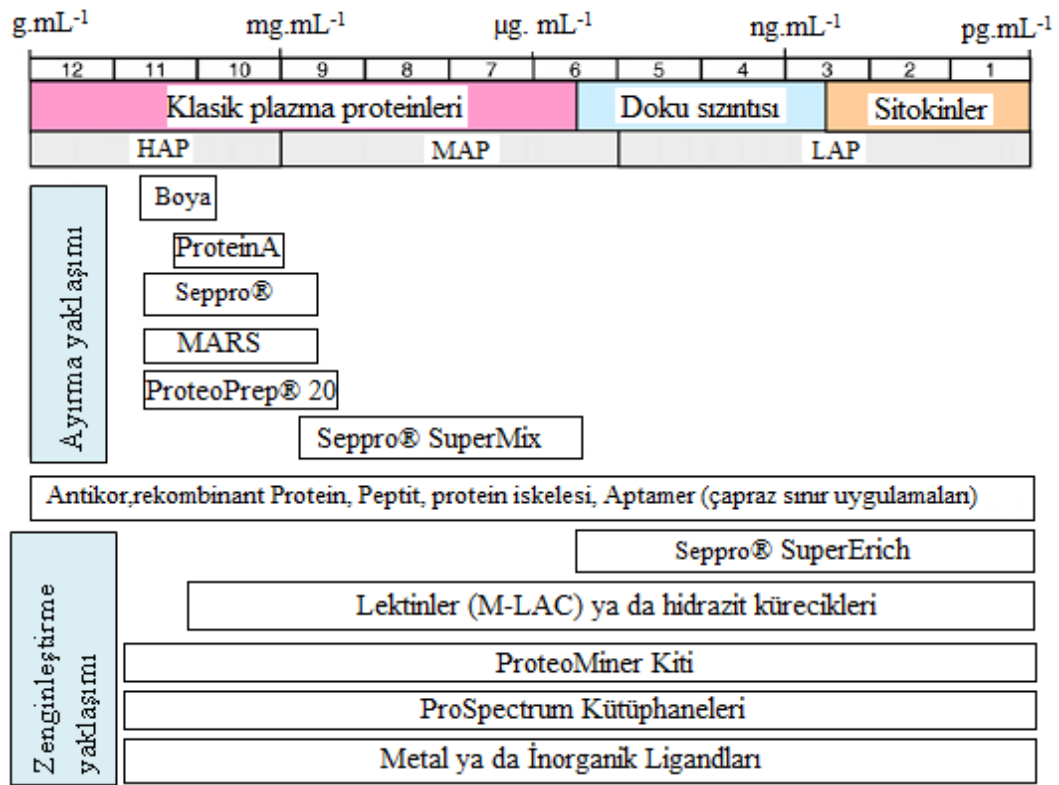 g.mL-1 mg.mL-1 µg. mL-1 ng.mL-1 pg.mL-1
12 11 10 9 8 7 6 5 4 3 2 1
Klasik plazma proteinleri Doku sızıntısı Sitokinler
HAP MAP LAP
Ayırma yaklaşımı
Boya
ProteinA
Seppro®
MARS
ProteoPrep® 20
Seppro® SuperMix
Antikor,rekombinant Protein, Peptit, protein iskelesi, Aptamer (çapraz sınır uygulamaları)
Zenginleştirme
yaklaşımı
Seppro® SuperErich
Lektinler (M-LAC) ya da hidrazit kürecikleri
ProteoMiner Kiti
ProSpectrum Kütüphaneleri
Metal ya da İnorganik Ligandları